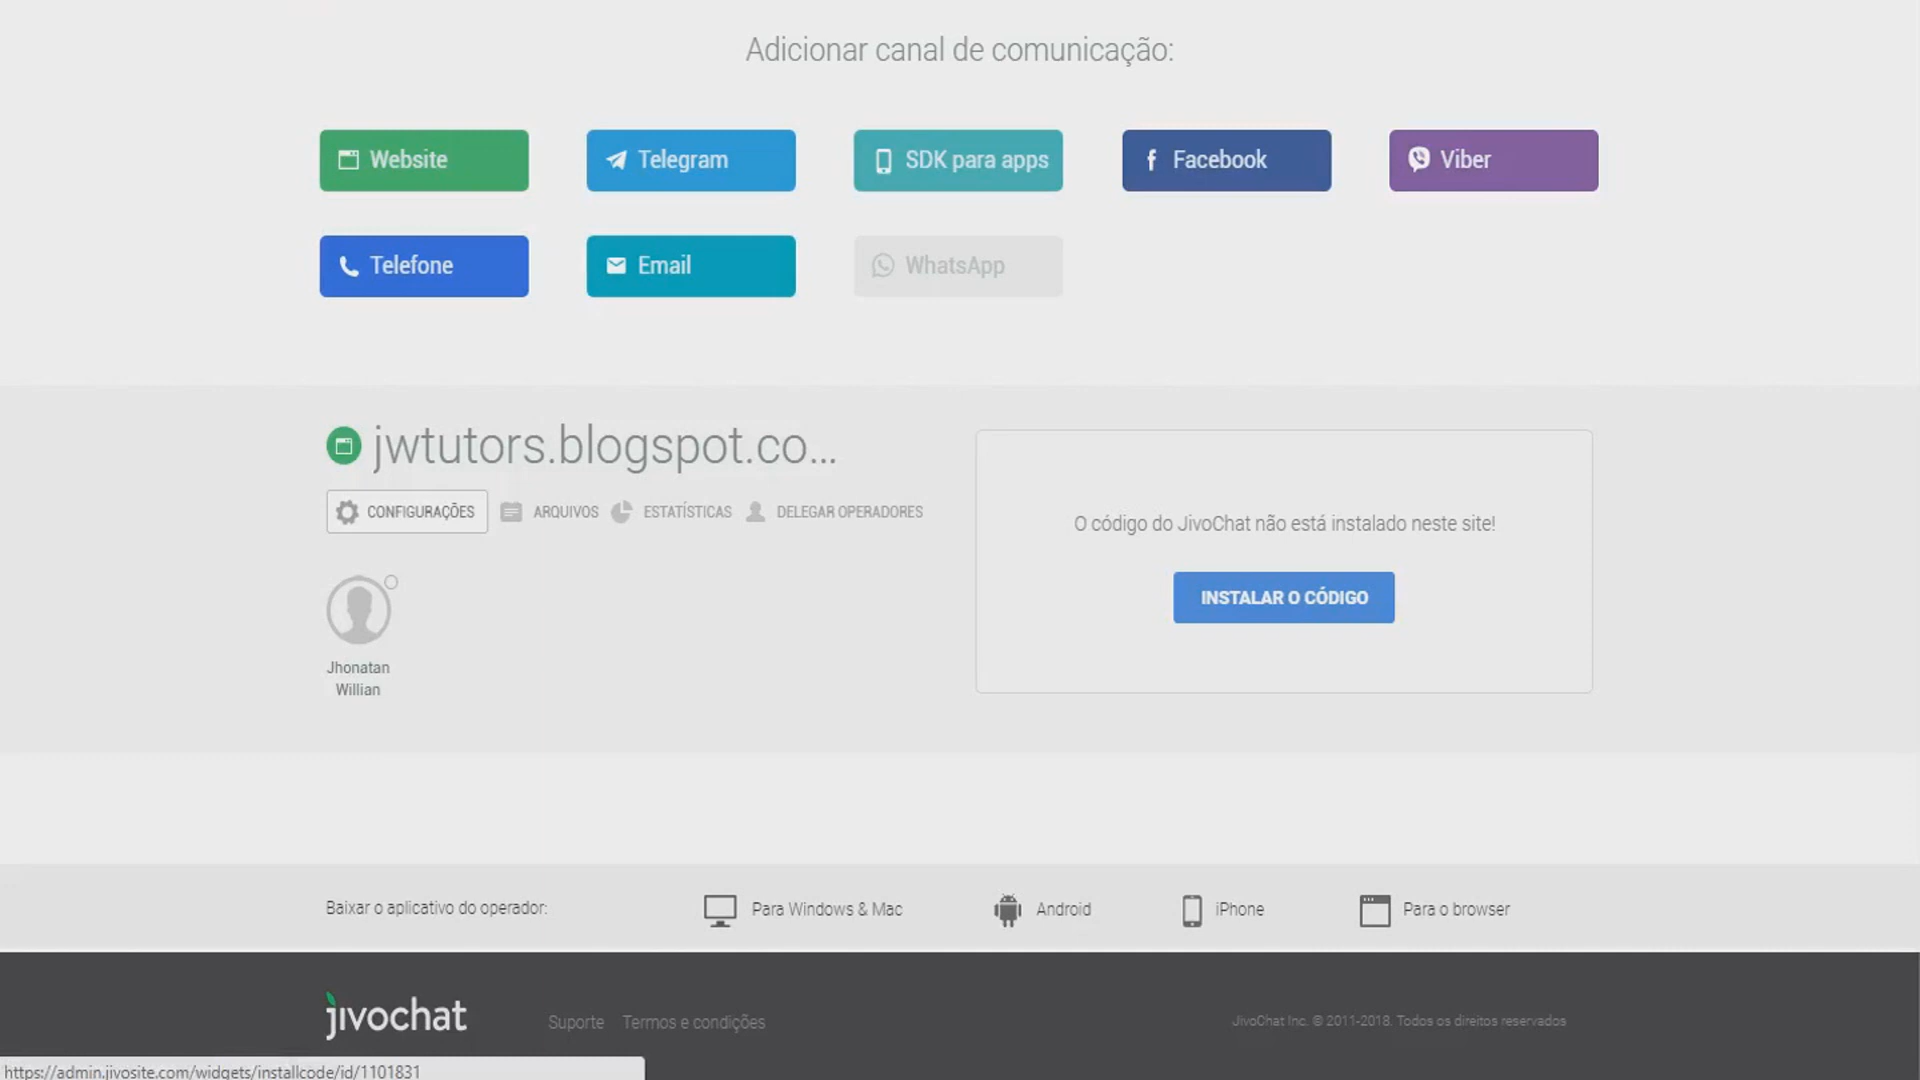 Adicionar canal de comunicação:
Website
Telegram
SDK para apps
Facebook
Viber
Telefone
Email
WhatsApp
jwtutors.blogspot.co...
CONFIGURAÇÕES
ARQUIVOS
ESTATÍSTICAS
DELEGAR OPERADORES
Jhonatan
Willian
O código do JivoChat não está instalado neste site!
INSTALAR O CÓDIGO
Baixar o aplicativo do operador:
Para Windows & Mac
Android
iPhone
Para o browser
jivochat
Suporte
Termos e condições
JivoChat Inc. © 2011-2018. Todos os direitos reservados
https://admin.jivosite.com/widgets/installcode/id/1101831